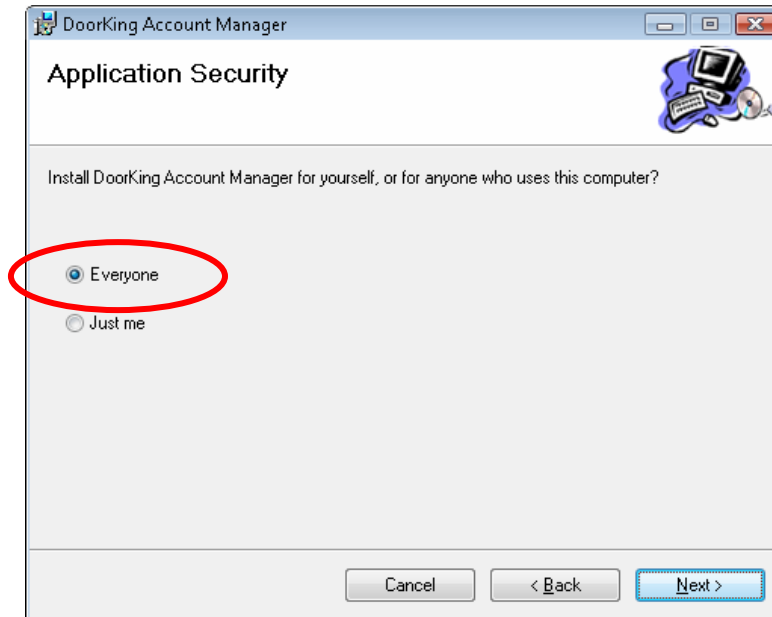 DoorKing Account Manager
Application Security
Install DoorKing Account Manager for yourself, or for anyone who uses this computer?
Everyone
Just me
Cancel
< Back
Next >